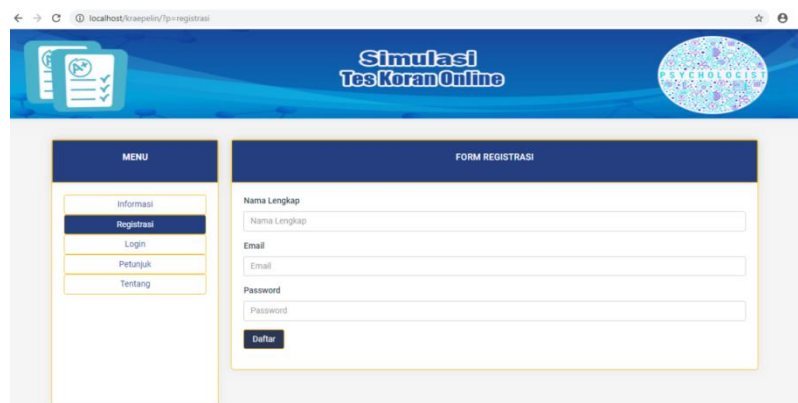 localhost/kraepelin/?p=registrasi
Simulasi
Tes Koran Online
A+
PSYCHOLOGIST
MENU
Informasi
Registrasi
Login
Petunjuk
Tentang
FORM REGISTRASI
Nama Lengkap
Nama Lengkap
Email
Email
Password
Password
Daftar